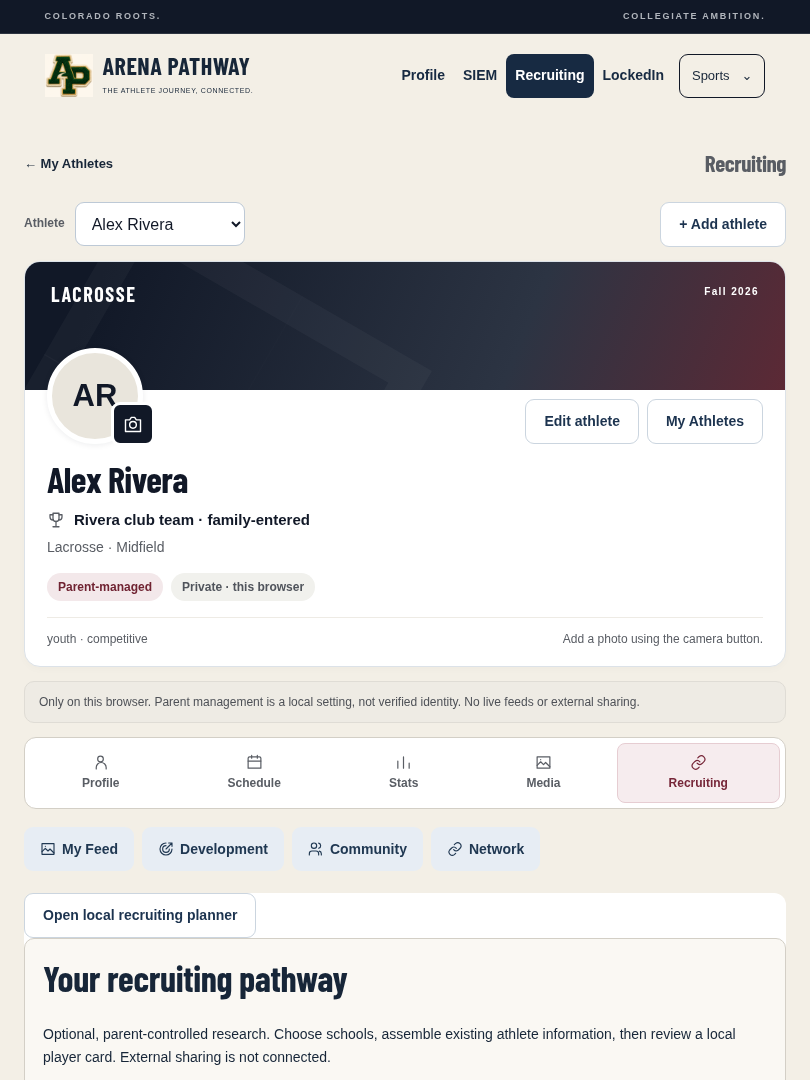 COLORADO ROOTS.
COLLEGIATE AMBITION.
AP
ARENA PATHWAY
THE ATHLETE JOURNEY, CONNECTED.
Profile
SIEM
Recruiting
LockedIn
Sports
← My Athletes
Recruiting
Athlete
Alex Rivera
+ Add athlete
LACROSSE
Fall 2026
AR
Edit athlete
My Athletes
Alex Rivera
Rivera club team · family-entered
Lacrosse · Midfield
Parent-managed
Private · this browser
youth · competitive
Add a photo using the camera button.
Only on this browser. Parent management is a local setting, not verified identity. No live feeds or external sharing.
Profile
Schedule
Stats
Media
Recruiting
My Feed
Development
Community
Network
Open local recruiting planner
Your recruiting pathway
Optional, parent-controlled research. Choose schools, assemble existing athlete information, then review a local
player card. External sharing is not connected.